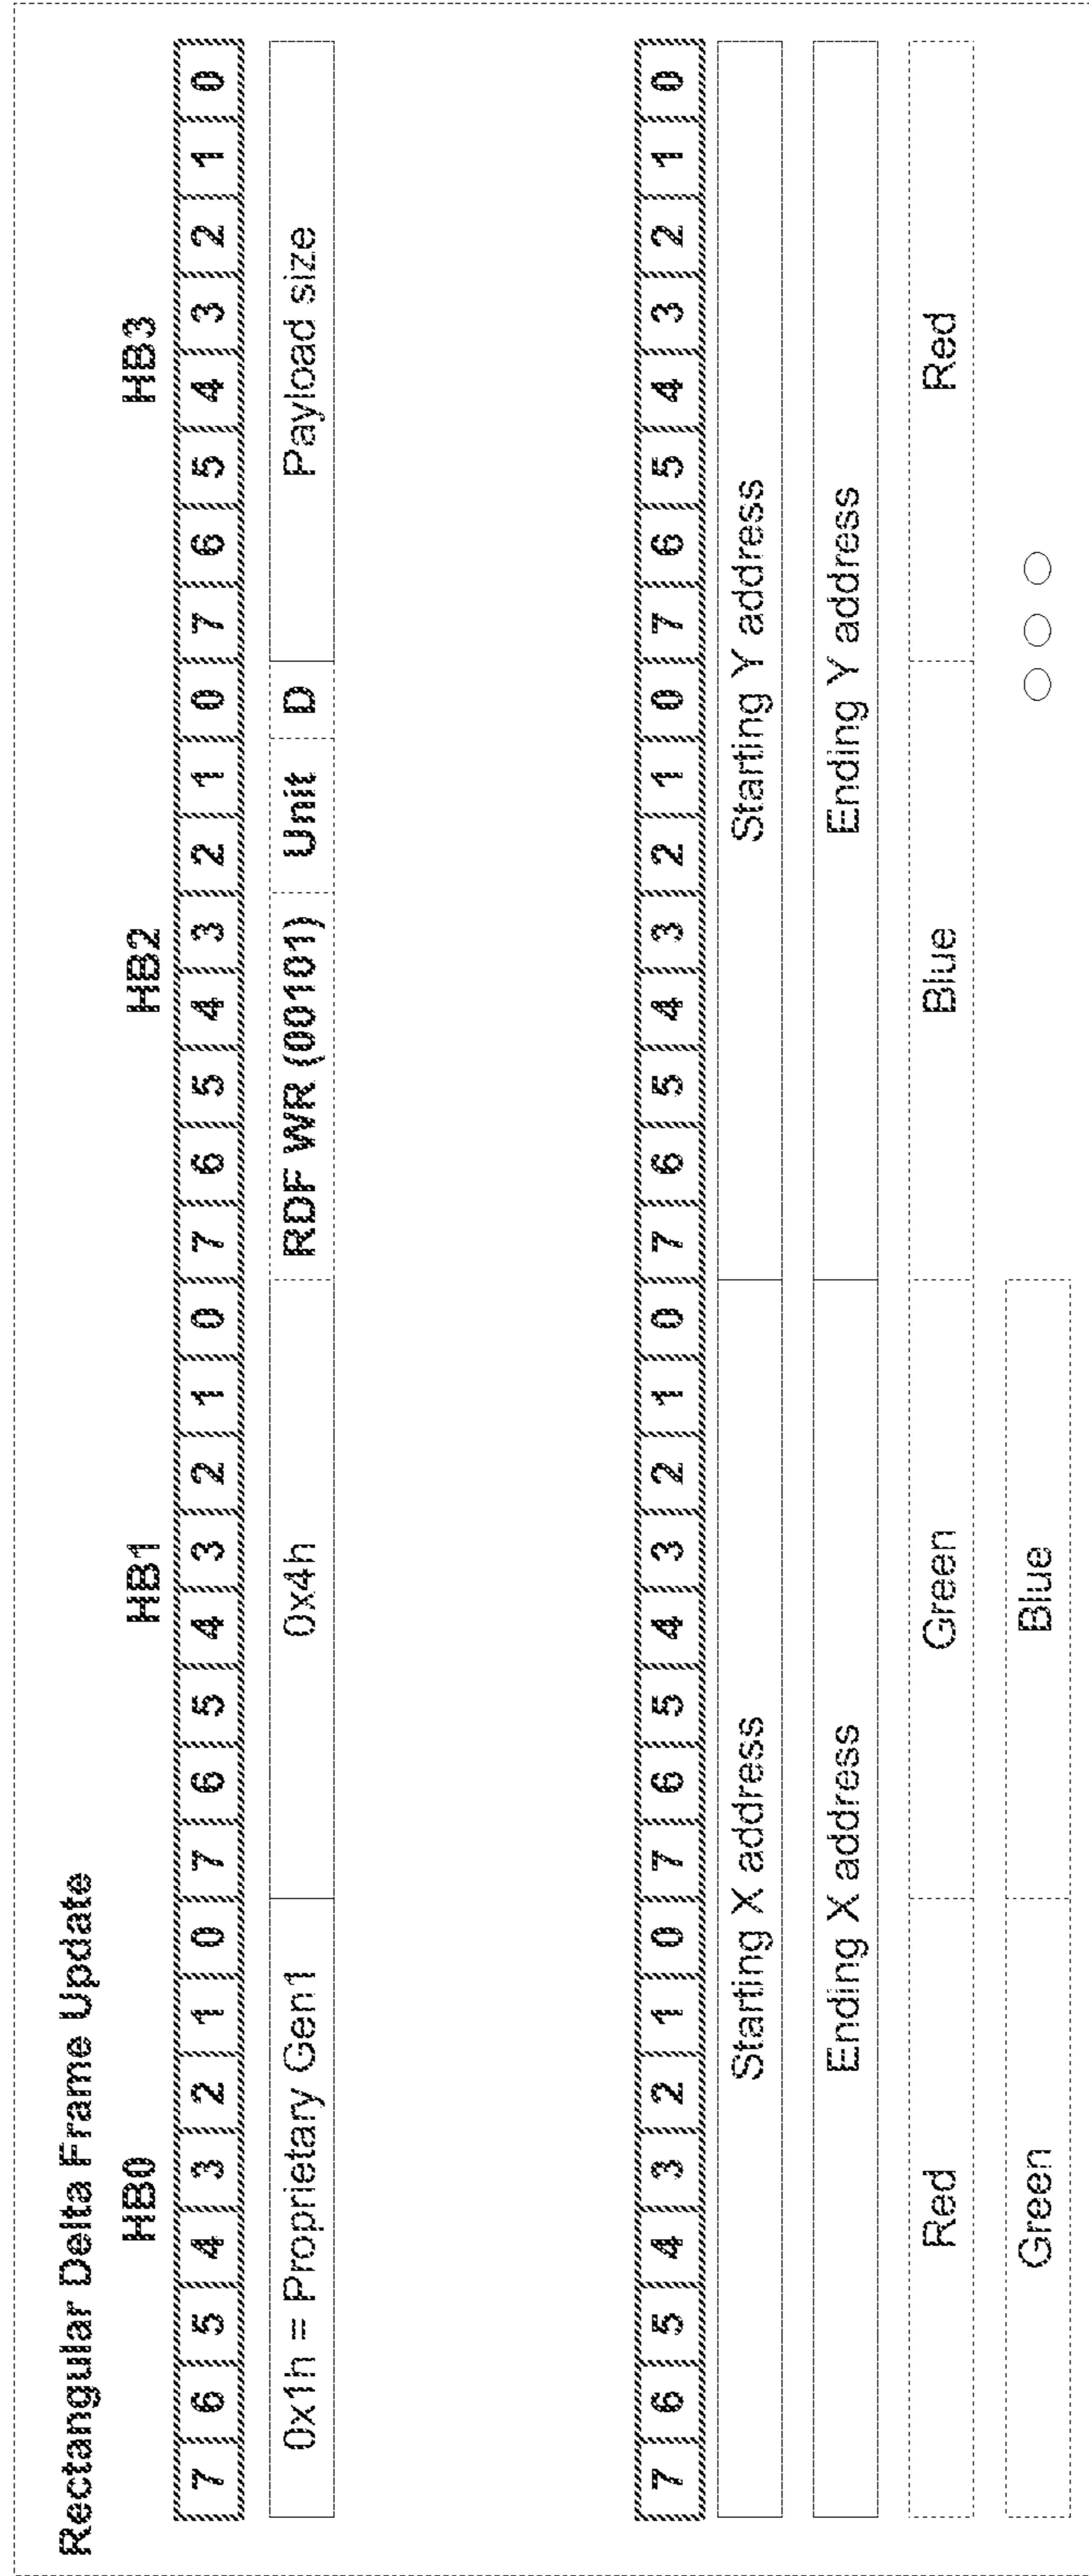 Rectangular Delta Frame Update
HB0 HB1 HB2 HB3
7 6 5 4 3 2 1 0 7 6 5 4 3 2 1 0 7 6 5 4 3 2 1 0 7 6 5 4 3 2 1 0
0x1h = Proprietary Gen1 0x4h RDF WR (00101) Unit D Payload size
7 6 5 4 3 2 1 0 7 6 5 4 3 2 1 0 7 6 5 4 3 2 1 0 7 6 5 4 3 2 1 0
Starting X address Starting Y address
Ending X address Ending Y address
Red Green Blue Red
Green Blue